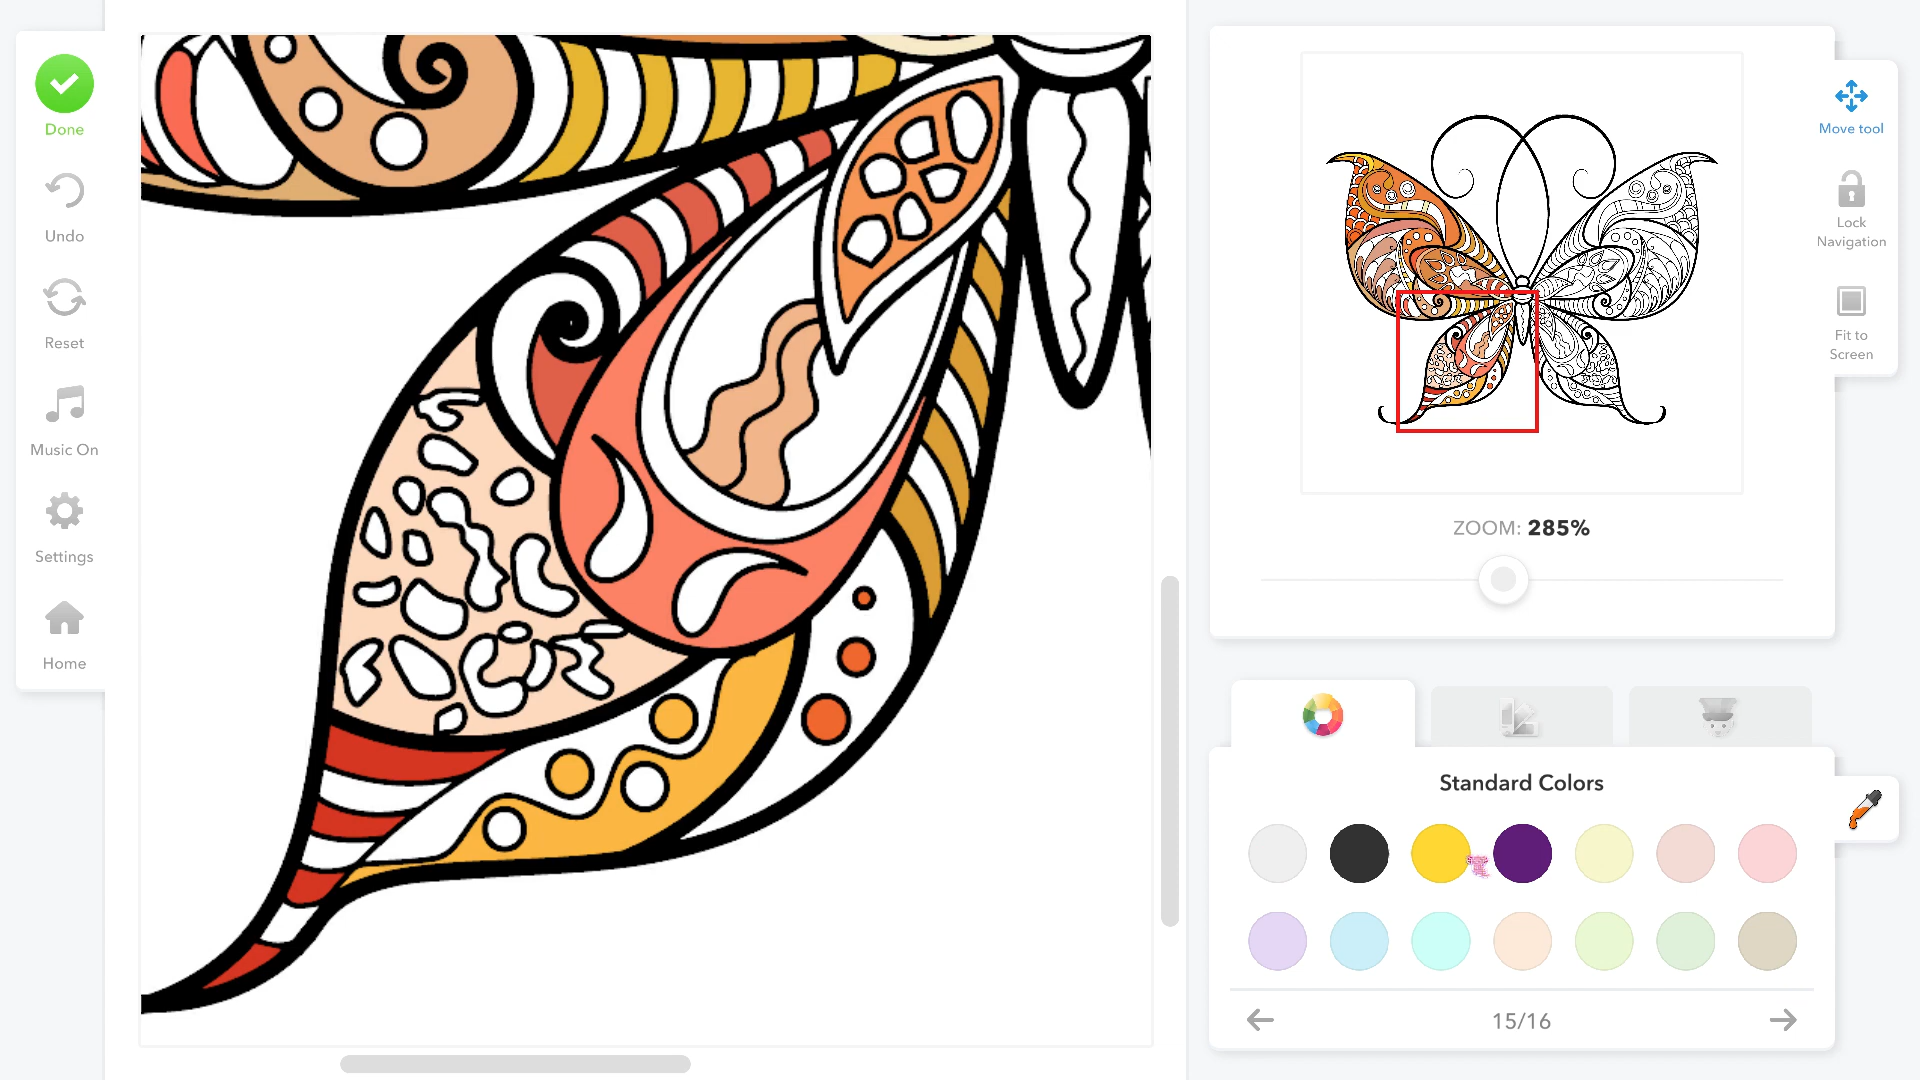 Done
Undo
Reset
Music On
Settings
Home
Move tool
Lock
Navigation
Fit to
Screen
ZOOM: 285%
Standard Colors
15/16